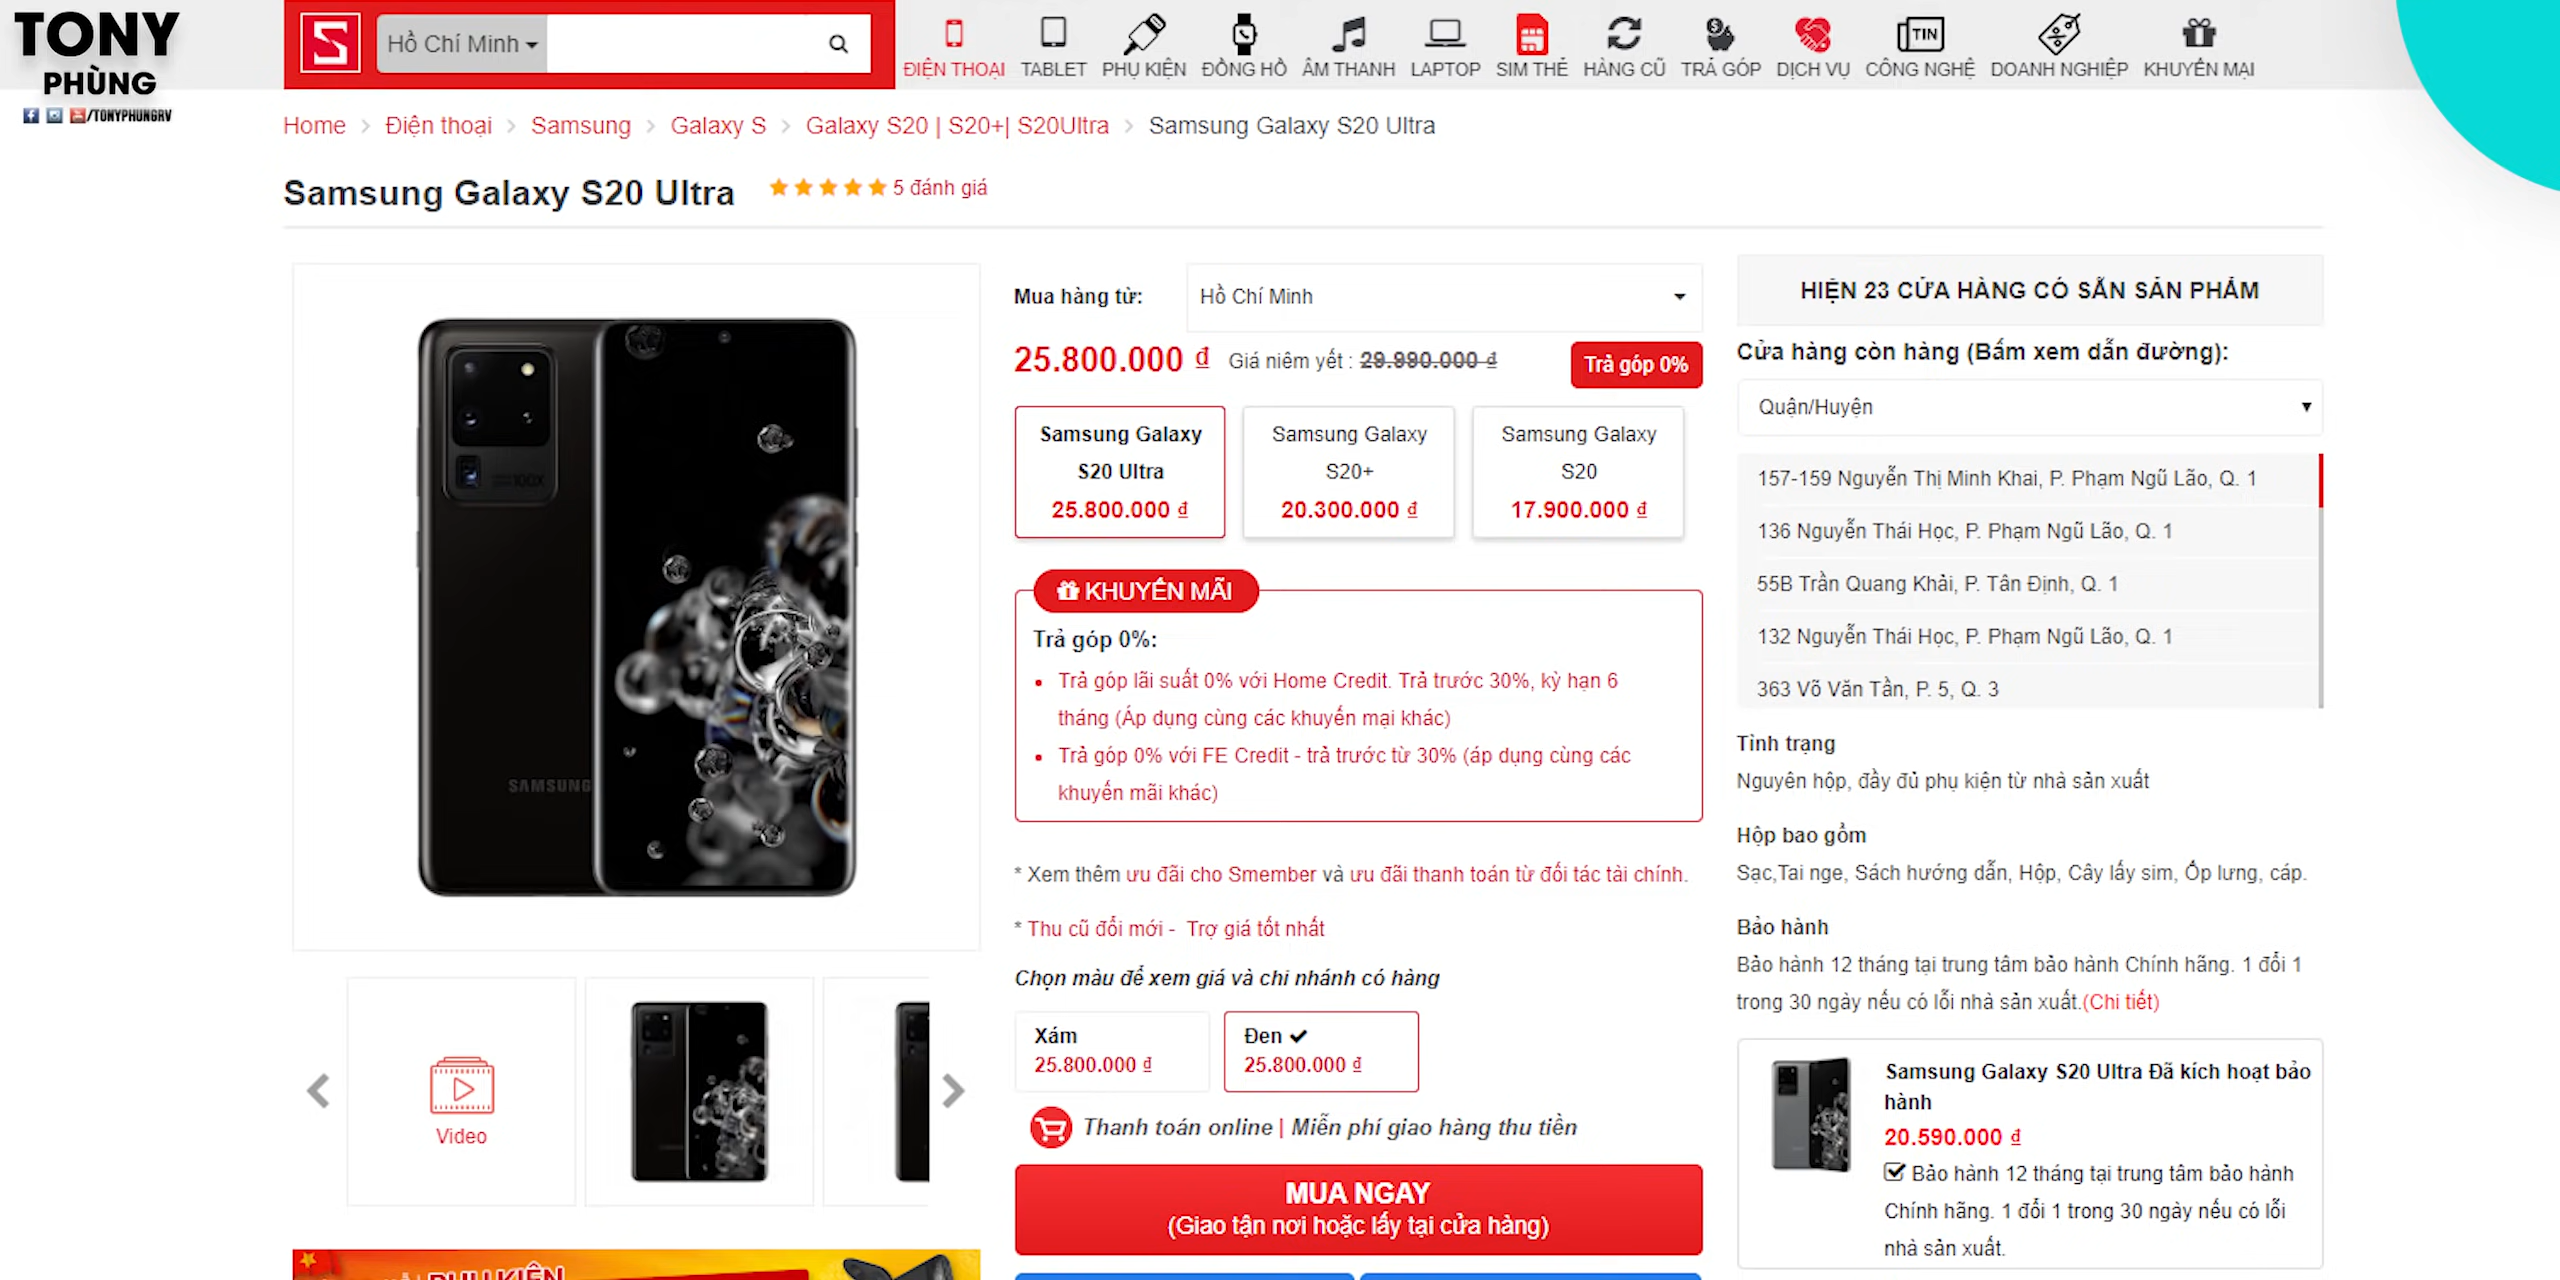 TONY
PHÙNG
/TONYPHUNGRV
S
Hồ Chí Minh
ĐIỆN THOẠI
TABLET
PHỤ KIỆN
ĐỒNG HỒ
ÂM THANH
LAPTOP
SIM THẺ
HÀNG CŨ
TRẢ GÓP
DỊCH VỤ
TIN
CÔNG NGHỆ
DOANH NGHIỆP
KHUYẾN MẠI
Home > Điện thoại > Samsung > Galaxy S > Galaxy S20 | S20+| S20Ultra > Samsung Galaxy S20 Ultra
Samsung Galaxy S20 Ultra
5 đánh giá
100X
SAMSUNG
Video
Mua hàng từ:
Hồ Chí Minh
25.800.000 ₫ Giá niêm yết : 29.990.000 ₫
Trả góp 0%
Samsung Galaxy
S20 Ultra
25.800.000 ₫
Samsung Galaxy
S20+
20.300.000 ₫
Samsung Galaxy
S20
17.900.000 ₫
KHUYẾN MÃI
Trả góp 0%:
• Trả góp lãi suất 0% với Home Credit. Trả trước 30%, kỳ hạn 6
tháng (Áp dụng cùng các khuyến mại khác)
• Trả góp 0% với FE Credit - trả trước từ 30% (áp dụng cùng các
khuyến mãi khác)
* Xem thêm ưu đãi cho Smember và ưu đãi thanh toán từ đối tác tài chính.
* Thu cũ đổi mới - Trợ giá tốt nhất
Chọn màu để xem giá và chi nhánh có hàng
Xám
25.800.000 ₫
Đen
25.800.000 ₫
Thanh toán online | Miễn phí giao hàng thu tiền
MUA NGAY
(Giao tận nơi hoặc lấy tại cửa hàng)
HIỆN 23 CỬA HÀNG CÓ SẴN SẢN PHẨM
Cửa hàng còn hàng (Bấm xem dẫn đường):
Quận/Huyện
157-159 Nguyễn Thị Minh Khai, P. Phạm Ngũ Lão, Q. 1
136 Nguyễn Thái Học, P. Phạm Ngũ Lão, Q. 1
55B Trần Quang Khải, P. Tân Định, Q. 1
132 Nguyễn Thái Học, P. Phạm Ngũ Lão, Q. 1
363 Võ Văn Tần, P. 5, Q. 3
Tình trạng
Nguyên hộp, đầy đủ phụ kiện từ nhà sản xuất
Hộp bao gồm
Sạc,Tai nge, Sách hướng dẫn, Hộp, Cây lấy sim, Ốp lưng, cáp.
Bảo hành
Bảo hành 12 tháng tại trung tâm bảo hành Chính hãng. 1 đổi 1
trong 30 ngày nếu có lỗi nhà sản xuất.(Chi tiết)
Samsung Galaxy S20 Ultra Đã kích hoạt bảo
hành
20.590.000 ₫
Bảo hành 12 tháng tại trung tâm bảo hành
Chính hãng. 1 đổi 1 trong 30 ngày nếu có lỗi
nhà sản xuất.
PHỤ KIỆN